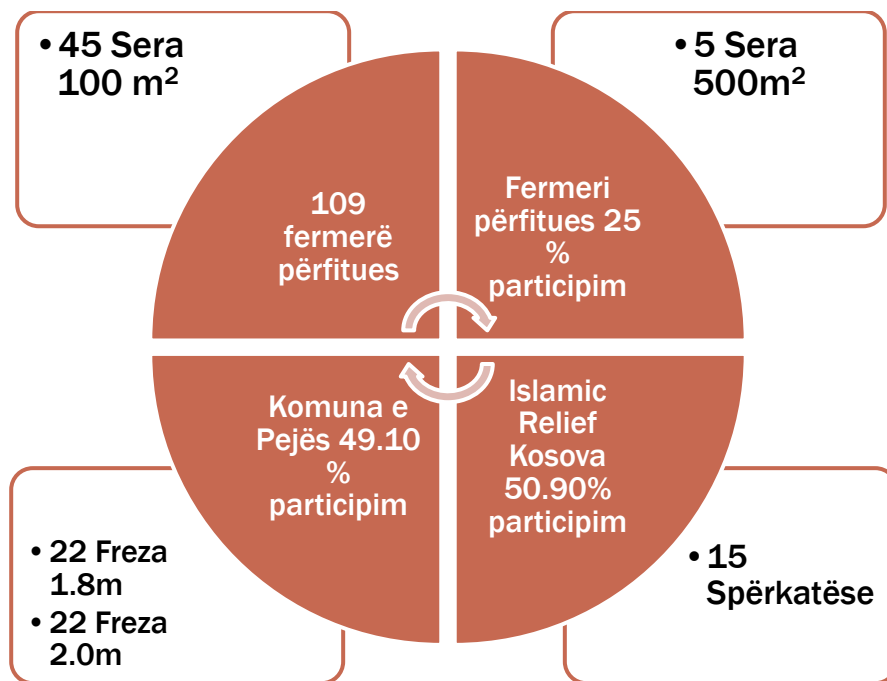 • 45 Sera
100 m²
• 5 Sera
500m²
109
fermerë
përfitues
Fermeri
përfitues 25
%
participim
Komuna e
Pejës 49.10
%
participim
Islamic
Relief
Kosova
50.90%
participim
• 22 Freza
1.8m
• 22 Freza
2.0m
• 15
Spërkatëse